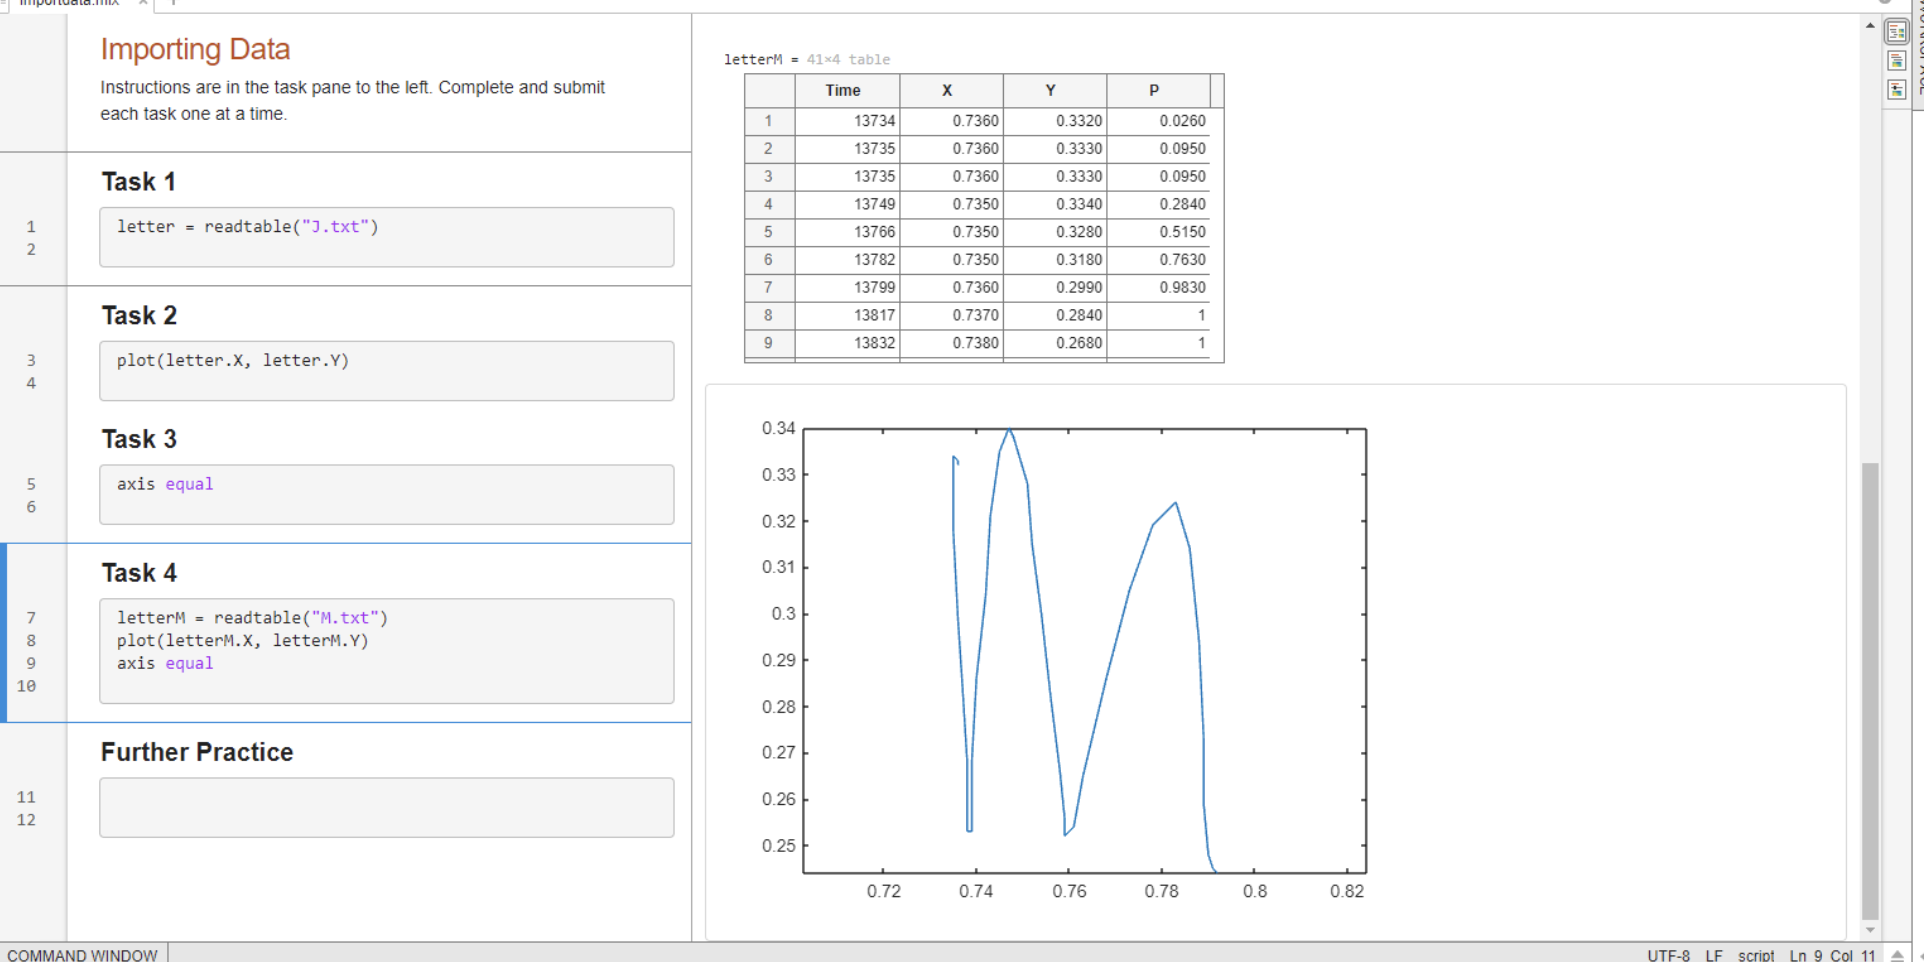 importdata.mlx × +
Importing Data
Instructions are in the task pane to the left. Complete and submit
each task one at a time.
Task 1
1 letter = readtable("J.txt")
2
Task 2
3 plot(letter.X, letter.Y)
4
Task 3
5 axis equal
6
Task 4
7 letterM = readtable("M.txt")
8 plot(letterM.X, letterM.Y)
9 axis equal
10
Further Practice
11
12
letterM = 41×4 table
Time X Y P
1 13734 0.7360 0.3320 0.0260
2 13735 0.7360 0.3330 0.0950
3 13735 0.7360 0.3330 0.0950
4 13749 0.7350 0.3340 0.2840
5 13766 0.7350 0.3280 0.5150
6 13782 0.7350 0.3180 0.7630
7 13799 0.7360 0.2990 0.9830
8 13817 0.7370 0.2840 1
9 13832 0.7380 0.2680 1
0.34
0.33
0.32
0.31
0.3
0.29
0.28
0.27
0.26
0.25
0.72 0.74 0.76 0.78 0.8 0.82
COMMAND WINDOW
UTF-8 LF script Ln 9 Col 11